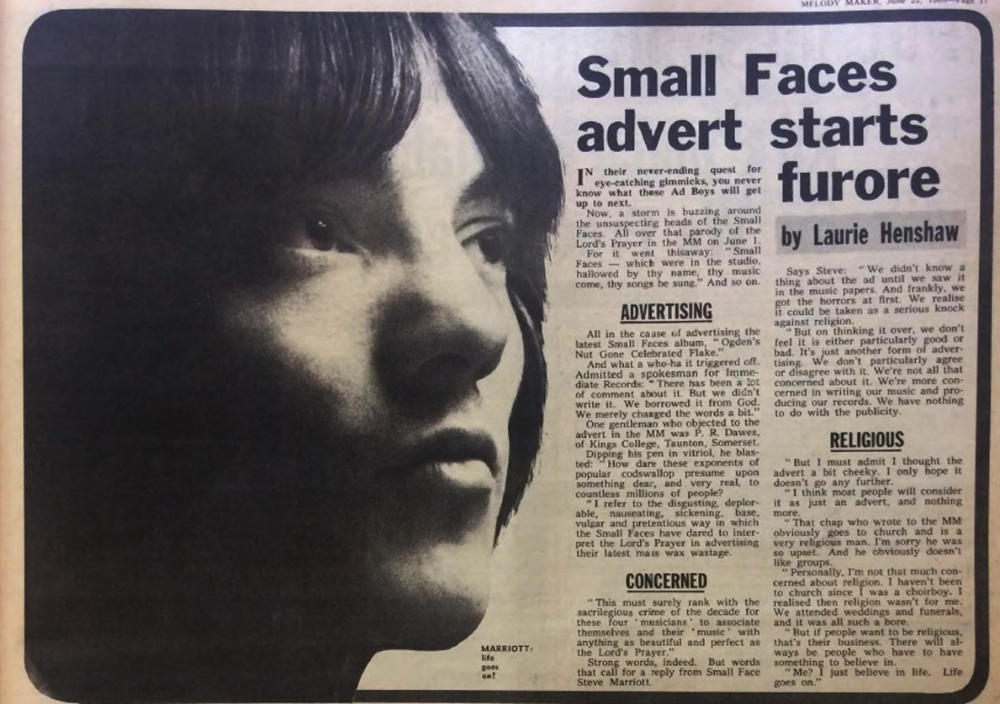 MELODY MAKER, June 22, 1968—Page 17
Small Faces
advert starts
furore
by Laurie Henshaw
IN their never-ending quest for
eye-catching gimmicks, you never
know what these Ad Boys will get
up to next.
Now, a storm is buzzing around
the unsuspecting heads of the Small
Faces. All over that parody of the
Lord's Prayer in the MM on June 1.
For it went thisaway: "Small
Faces — which were in the studio,
hallowed by thy name, thy music
come, thy songs be sung." And so on.
ADVERTISING
All in the cause of advertising the
latest Small Faces album, "Ogden's
Nut Gone Celebrated Flake."
And what a who-ha it triggered off.
Admitted a spokesman for Imme-
diate Records: "There has been a lot
of comment about it. But we didn't
write it. We borrowed it from God.
We merely changed the words a bit."
One gentleman who objected to the
advert in the MM was P. R. Dawes,
of Kings College, Taunton, Somerset.
Dipping his pen in vitriol, he blas-
ted: "How dare these exponents of
popular codswallop presume upon
something dear, and very real, to
countless millions of people?
"I refer to the disgusting, deplor-
able, nauseating, sickening, base,
vulgar and pretentious way in which
the Small Faces have dared to inter-
pret the Lord's Prayer in advertising
their latest mass wax wastage.
CONCERNED
"This must surely rank with the
sacrilegious crime of the decade for
these four 'musicians' to associate
themselves and their 'music' with
anything as beautiful and perfect as
the Lord's Prayer."
Strong words, indeed. But words
that call for a reply from Small Face
Steve Marriott.
Says Steve: "We didn't know a
thing about the ad until we saw it
in the music papers. And frankly, we
got the horrors at first. We realise
it could be taken as a serious knock
against religion.
"But on thinking it over, we don't
feel it is either particularly good or
bad. It's just another form of adver-
tising. We don't particularly agree
or disagree with it. We're not all that
concerned about it. We're more con-
cerned in writing our music and pro-
ducing our records. We have nothing
to do with the publicity.
RELIGIOUS
"But I must admit I thought the
advert a bit cheeky. I only hope it
doesn't go any further.
"I think most people will consider
it as just an advert, and nothing
more.
"That chap who wrote to the MM
obviously goes to church and is a
very religious man. I'm sorry he was
so upset. And he obviously doesn't
like groups.
"Personally, I'm not that much con-
cerned about religion. I haven't been
to church since I was a choirboy. I
realised then religion wasn't for me.
We attended weddings and funerals,
and it was all such a bore.
"But if people want to be religious,
that's their business. There will al-
ways be people who have to have
something to believe in.
"Me? I just believe in life. Life
goes on."
MARRIOTT:
life
goes
on!